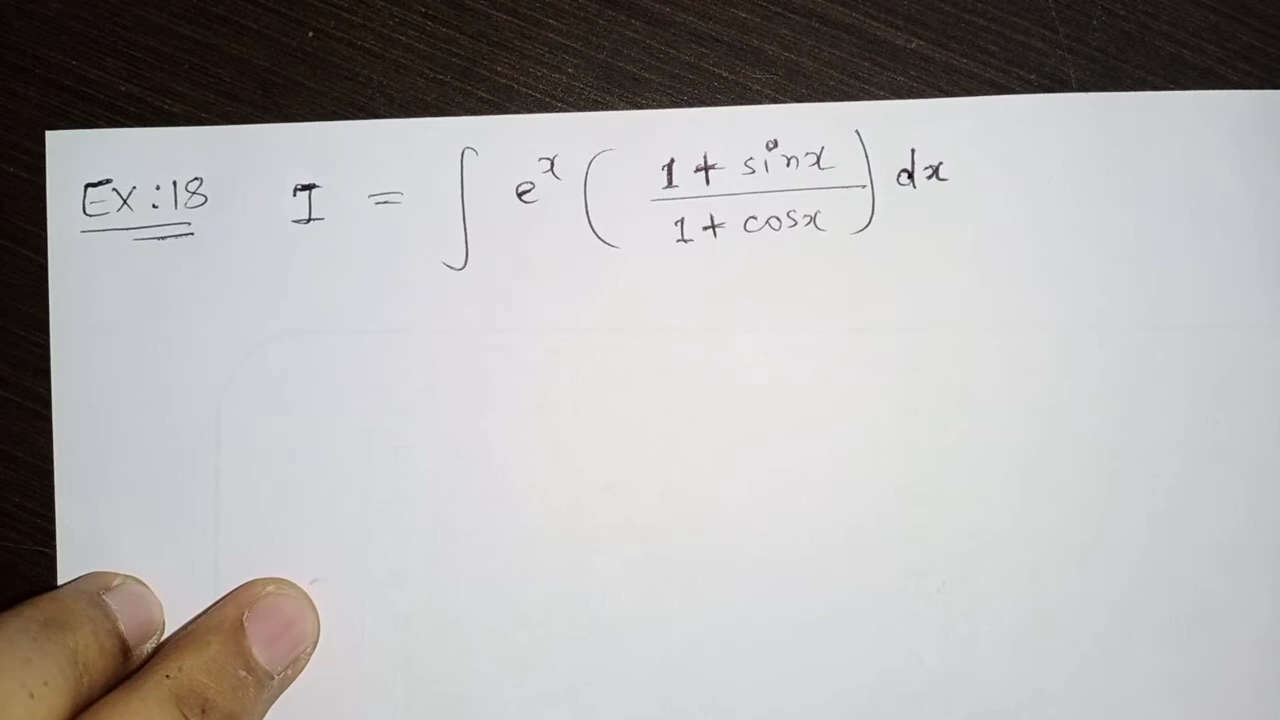 Ex:18 I = ∫ e^x ( (1 + sinx) / (1 + cosx) ) dx